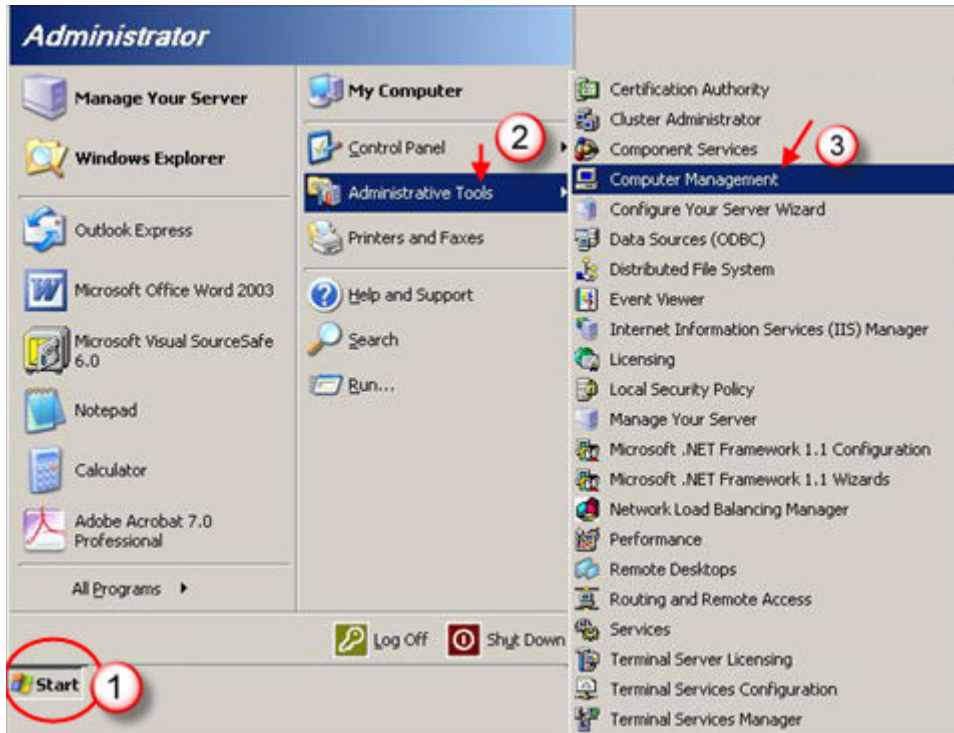 Administrator
Manage Your Server
Windows Explorer
Outlook Express
Microsoft Office Word 2003
Microsoft Visual SourceSafe
6.0
Notepad
Calculator
Adobe Acrobat 7.0
Professional
All Programs
My Computer
Control Panel
2
Administrative Tools
Printers and Faxes
Help and Support
Search
Run...
Log Off
Shut Down
Start
1
Certification Authority
Cluster Administrator
Component Services
3
Computer Management
Configure Your Server Wizard
Data Sources (ODBC)
Distributed File System
Event Viewer
Internet Information Services (IIS) Manager
Licensing
Local Security Policy
Manage Your Server
Microsoft .NET Framework 1.1 Configuration
Microsoft .NET Framework 1.1 Wizards
Network Load Balancing Manager
Performance
Remote Desktops
Routing and Remote Access
Services
Terminal Server Licensing
Terminal Services Configuration
Terminal Services Manager